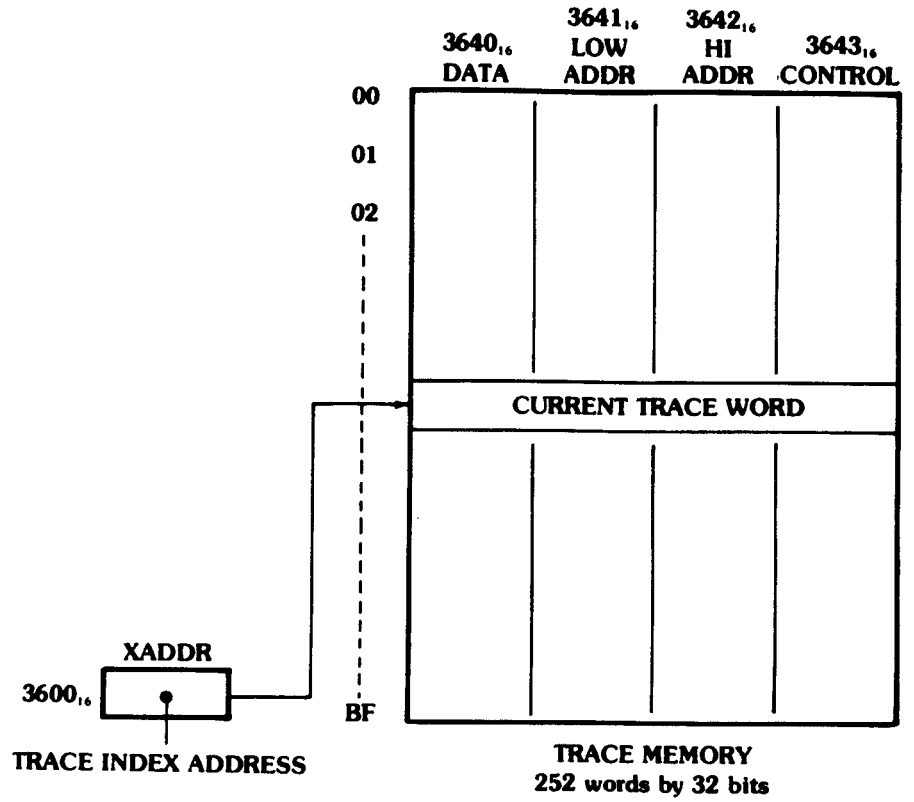 3640₁₆
DATA
3641₁₆
LOW
ADDR
3642₁₆
HI
ADDR
3643₁₆
CONTROL
00
01
02
CURRENT TRACE WORD
XADDR
3600₁₆
BF
TRACE INDEX ADDRESS
TRACE MEMORY
252 words by 32 bits